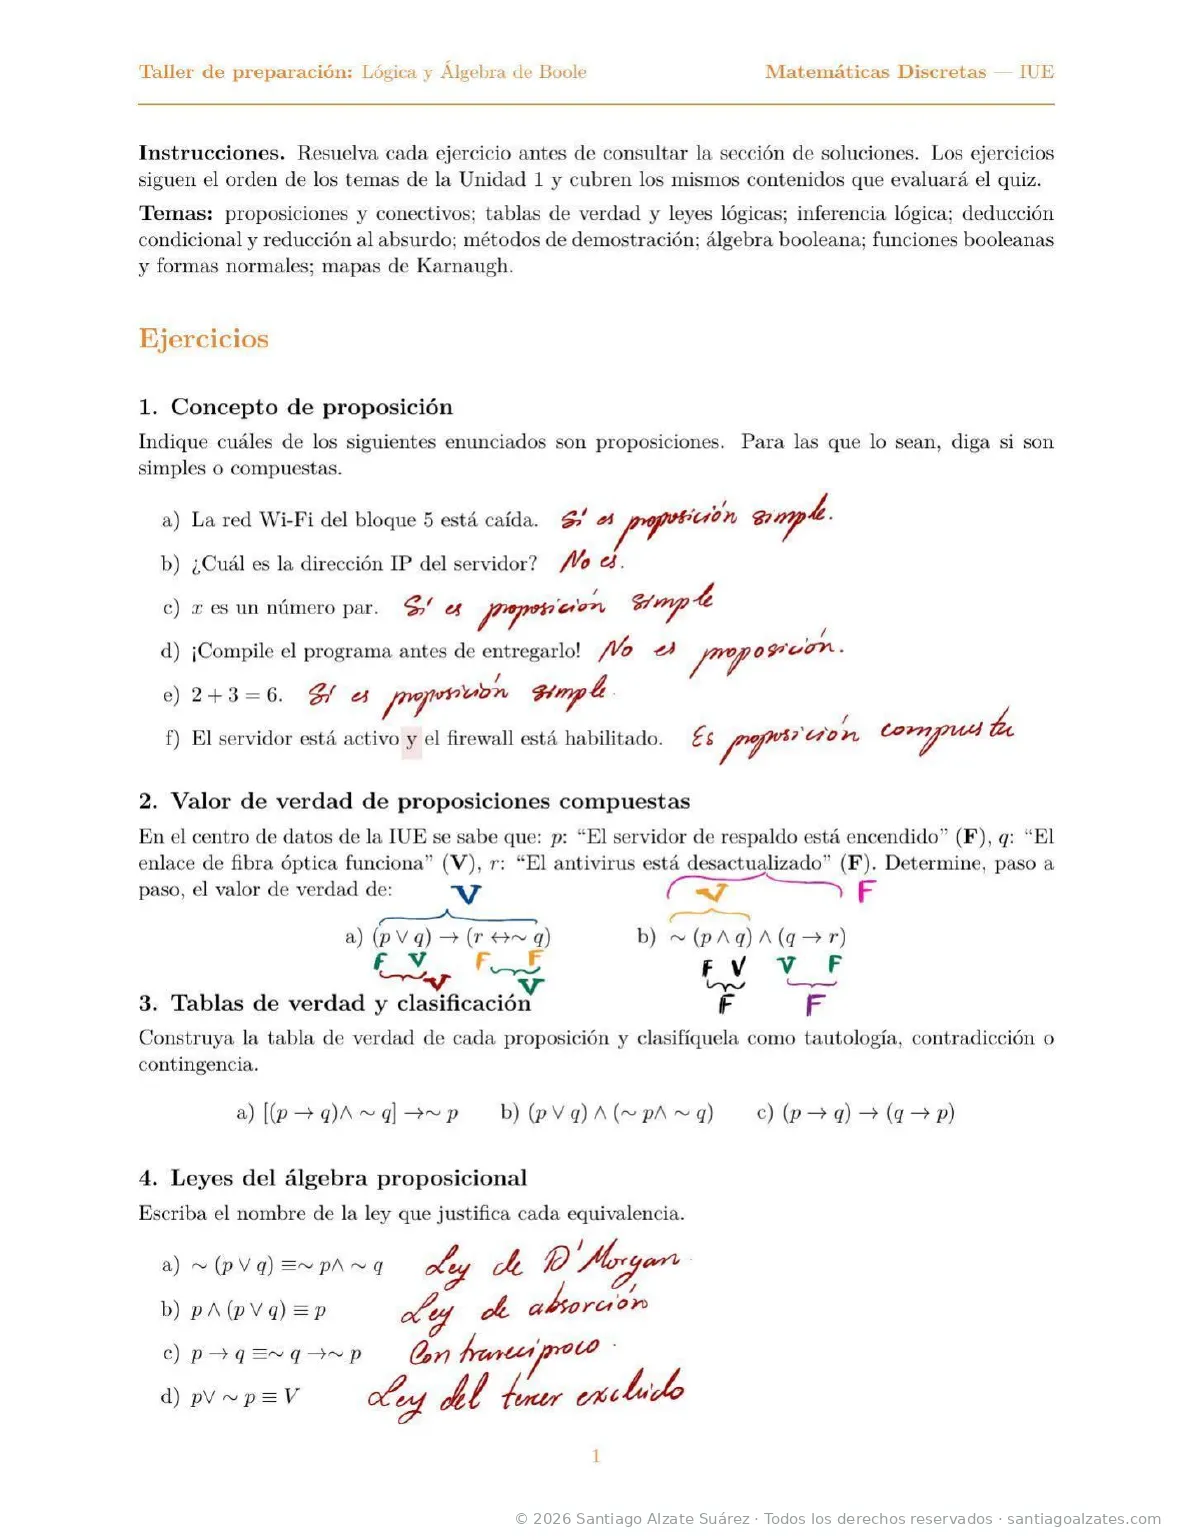 Taller de preparación: Lógica y Álgebra de Boole Matemáticas Discretas — IUE
Instrucciones. Resuelva cada ejercicio antes de consultar la sección de soluciones. Los ejercicios
siguen el orden de los temas de la Unidad 1 y cubren los mismos contenidos que evaluará el quiz.
Temas: proposiciones y conectivos; tablas de verdad y leyes lógicas; inferencia lógica; deducción
condicional y reducción al absurdo; métodos de demostración; álgebra booleana; funciones booleanas
y formas normales; mapas de Karnaugh.
Ejercicios
1. Concepto de proposición
Indique cuáles de los siguientes enunciados son proposiciones. Para las que lo sean, diga si son
simples o compuestas.
a) La red Wi-Fi del bloque 5 está caída. Sí es proposición simple.
b) ¿Cuál es la dirección IP del servidor? No es.
c) x es un número par. Sí es proposición simple
d) ¡Compile el programa antes de entregarlo! No es proposición.
e) 2 + 3 = 6. Sí es proposición simple.
f) El servidor está activo y el firewall está habilitado. Es proposición compuesta
2. Valor de verdad de proposiciones compuestas
En el centro de datos de la IUE se sabe que: p: “El servidor de respaldo está encendido” (F), q: “El
enlace de fibra óptica funciona” (V), r: “El antivirus está desactualizado” (F). Determine, paso a
paso, el valor de verdad de:
V V F
a) (p ∨ q) → (r ↔∼ q) b) ∼ (p ∧ q) ∧ (q → r)
F V F F F V V F
V V F F
3. Tablas de verdad y clasificación
Construya la tabla de verdad de cada proposición y clasifíquela como tautología, contradicción o
contingencia.
a) [(p → q)∧ ∼ q] →∼ p b) (p ∨ q) ∧ (∼ p∧ ∼ q) c) (p → q) → (q → p)
4. Leyes del álgebra proposicional
Escriba el nombre de la ley que justifica cada equivalencia.
a) ∼ (p ∨ q) ≡∼ p∧ ∼ q Ley de D'Morgan
b) p ∧ (p ∨ q) ≡ p Ley de absorción
c) p → q ≡∼ q →∼ p Contrarecíproco
d) p∨ ∼ p ≡ V Ley del tercer excluido
1
© 2026 Santiago Alzate Suárez · Todos los derechos reservados · santiagoalzates.com